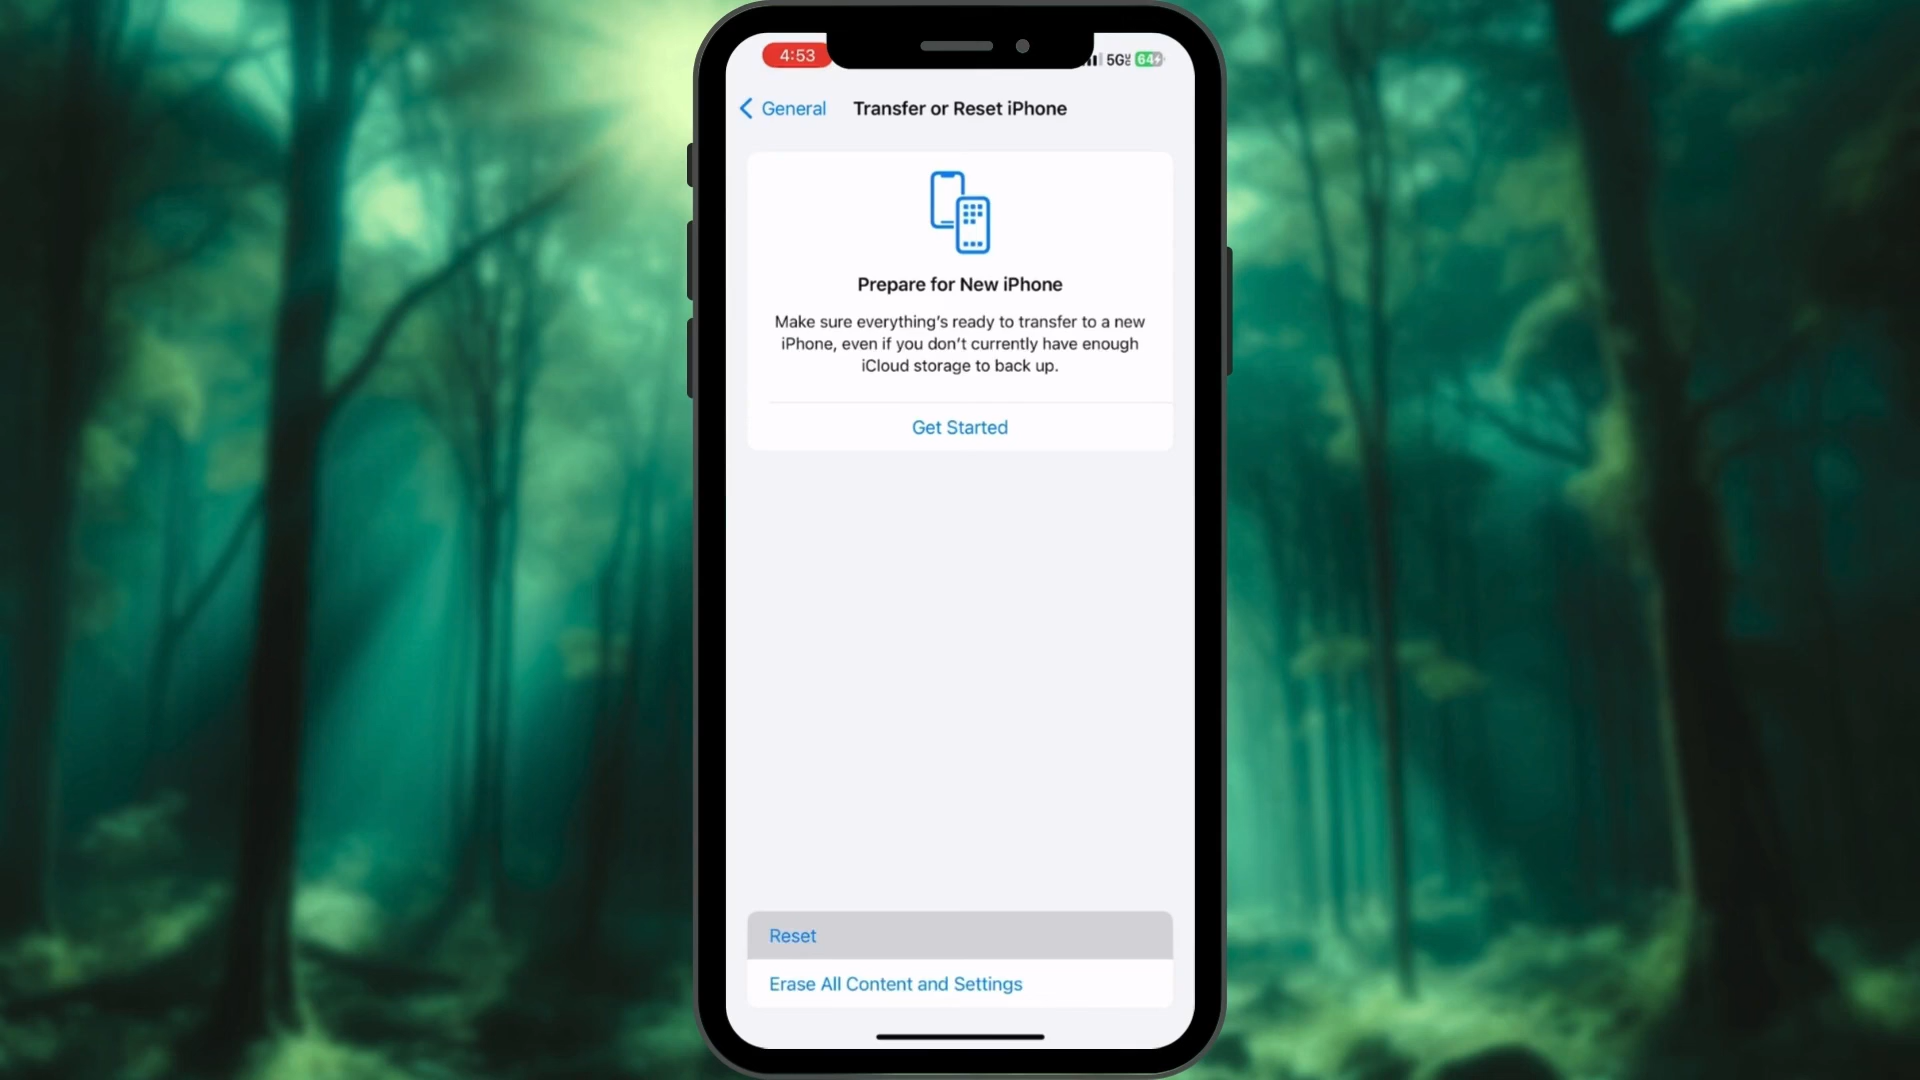 4:53
5G
64
General
Transfer or Reset iPhone
Prepare for New iPhone
Make sure everything's ready to transfer to a new
iPhone, even if you don't currently have enough
iCloud storage to back up.
Get Started
Reset
Erase All Content and Settings